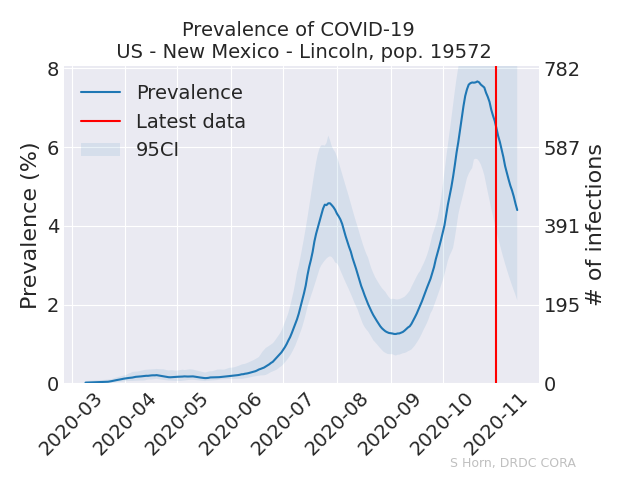 Prevalence of COVID-19
US - New Mexico - Lincoln, pop. 19572
Prevalence
Latest data
95CI
Prevalence (%)
8
6
4
2
0
782
587
391
195
0
# of infections
2020-03
2020-04
2020-05
2020-06
2020-07
2020-08
2020-09
2020-10
2020-11
S Horn, DRDC CORA